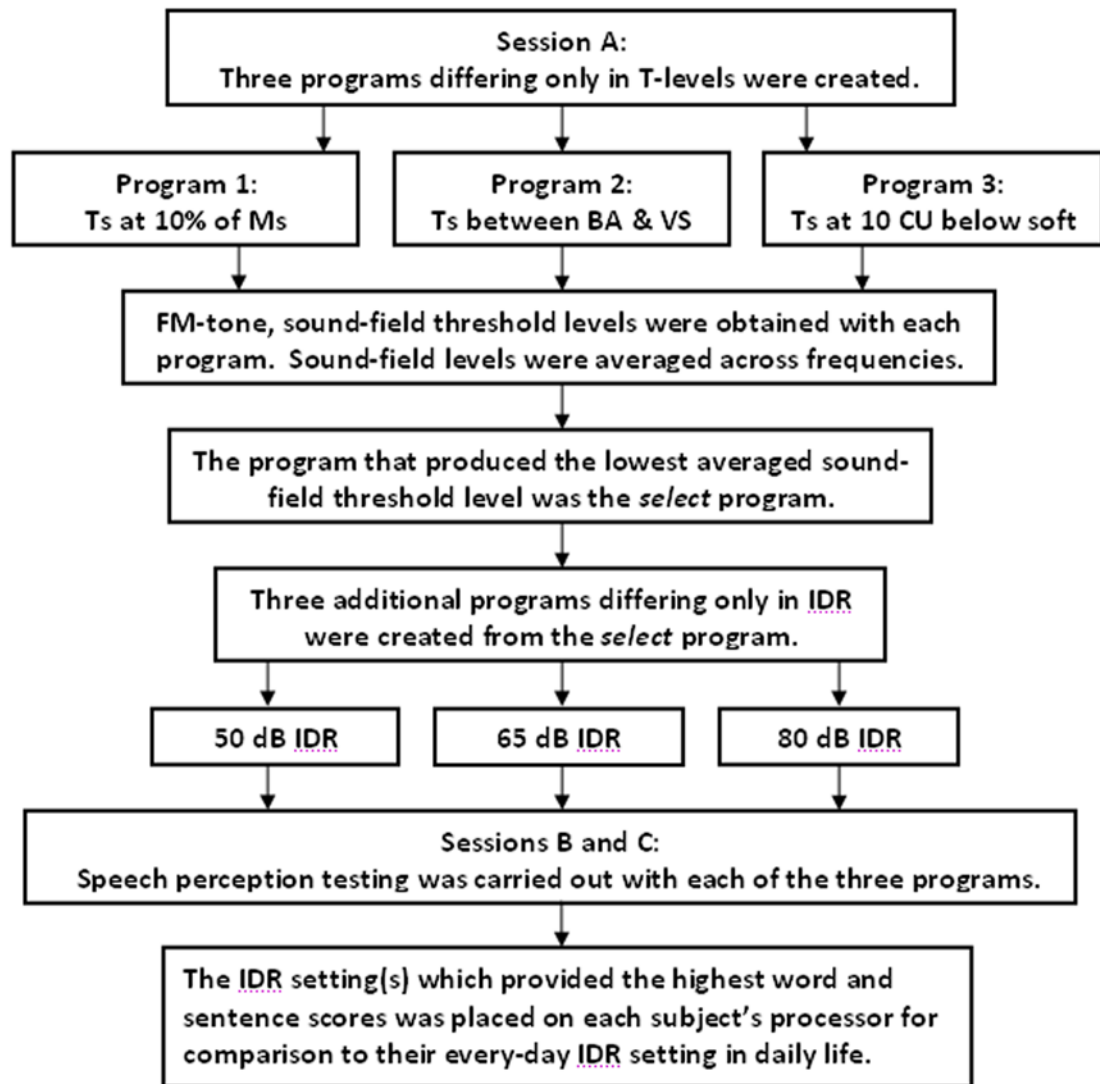 Session A:
Three programs differing only in T-levels were created.
Program 1:
Ts at 10% of Ms
Program 2:
Ts between BA & VS
Program 3:
Ts at 10 CU below soft
FM-tone, sound-field threshold levels were obtained with each
program.  Sound-field levels were averaged across frequencies.
The program that produced the lowest averaged sound-
field threshold level was the select program.
Three additional programs differing only in IDR
were created from the select program.
50 dB IDR
65 dB IDR
80 dB IDR
Sessions B and C:
Speech perception testing was carried out with each of the three programs.
The IDR setting(s) which provided the highest word and
sentence scores was placed on each subject’s processor for
comparison to their every-day IDR setting in daily life.